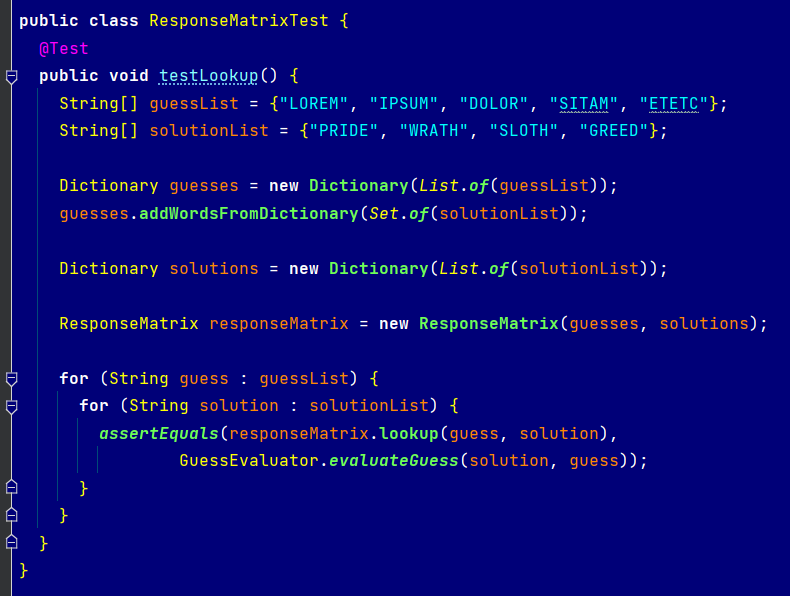 public class ResponseMatrixTest {
  @Test
  public void testLookup() {
    String[] guessList = {"LOREM", "IPSUM", "DOLOR", "SITAM", "ETETC"};
    String[] solutionList = {"PRIDE", "WRATH", "SLOTH", "GREED"};

    Dictionary guesses = new Dictionary(List.of(guessList));
    guesses.addWordsFromDictionary(Set.of(solutionList));

    Dictionary solutions = new Dictionary(List.of(solutionList));

    ResponseMatrix responseMatrix = new ResponseMatrix(guesses, solutions);

    for (String guess : guessList) {
      for (String solution : solutionList) {
        assertEquals(responseMatrix.lookup(guess, solution),
                GuessEvaluator.evaluateGuess(solution, guess));
      }
    }
  }
}